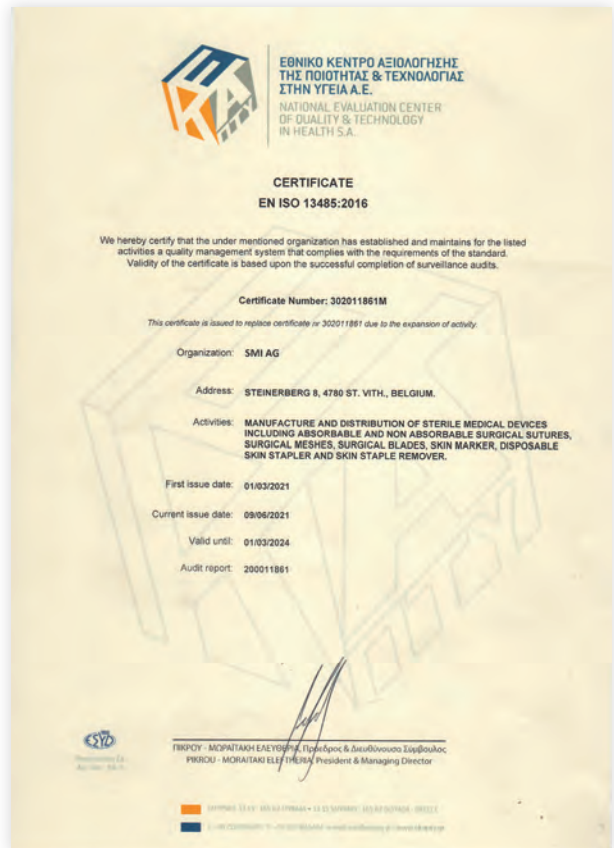 ΕΚΑ
ΠΤΥ
ΕΘΝΙΚΟ ΚΕΝΤΡΟ ΑΞΙΟΛΟΓΗΣΗΣ
ΤΗΣ ΠΟΙΟΤΗΤΑΣ & ΤΕΧΝΟΛΟΓΙΑΣ
ΣΤΗΝ ΥΓΕΙΑ Α.Ε.
NATIONAL EVALUATION CENTER
OF QUALITY & TECHNOLOGY
IN HEALTH S.A.
CERTIFICATE
EN ISO 13485:2016
We hereby certify that the under mentioned organization has established and maintains for the listed
activities a quality management system that complies with the requirements of the standard.
Validity of the certificate is based upon the successful completion of surveillance audits.
Certificate Number: 302011861M
This certificate is issued to replace certificate nr 302011861 due to the expansion of activity.
Organization: SMI AG
Address: STEINERBERG 8, 4780 ST. VITH., BELGIUM.
Activities: MANUFACTURE AND DISTRIBUTION OF STERILE MEDICAL DEVICES
INCLUDING ABSORBABLE AND NON ABSORBABLE SURGICAL SUTURES,
SURGICAL MESHES, SURGICAL BLADES, SKIN MARKER, DISPOSABLE
SKIN STAPLER AND SKIN STAPLE REMOVER.
First issue date: 01/03/2021
Current issue date: 09/06/2021
Valid until: 01/03/2024
Audit report: 200011861
ESYD
ΠΙΚΡΟΥ - ΜΟΡΑΪΤΑΚΗ ΕΛΕΥΘΕΡΙΑ, Πρόεδρος & Διευθύνουσα Σύμβουλος
PIKROU - MORAITAKI ELEFTHERIA, President & Managing Director